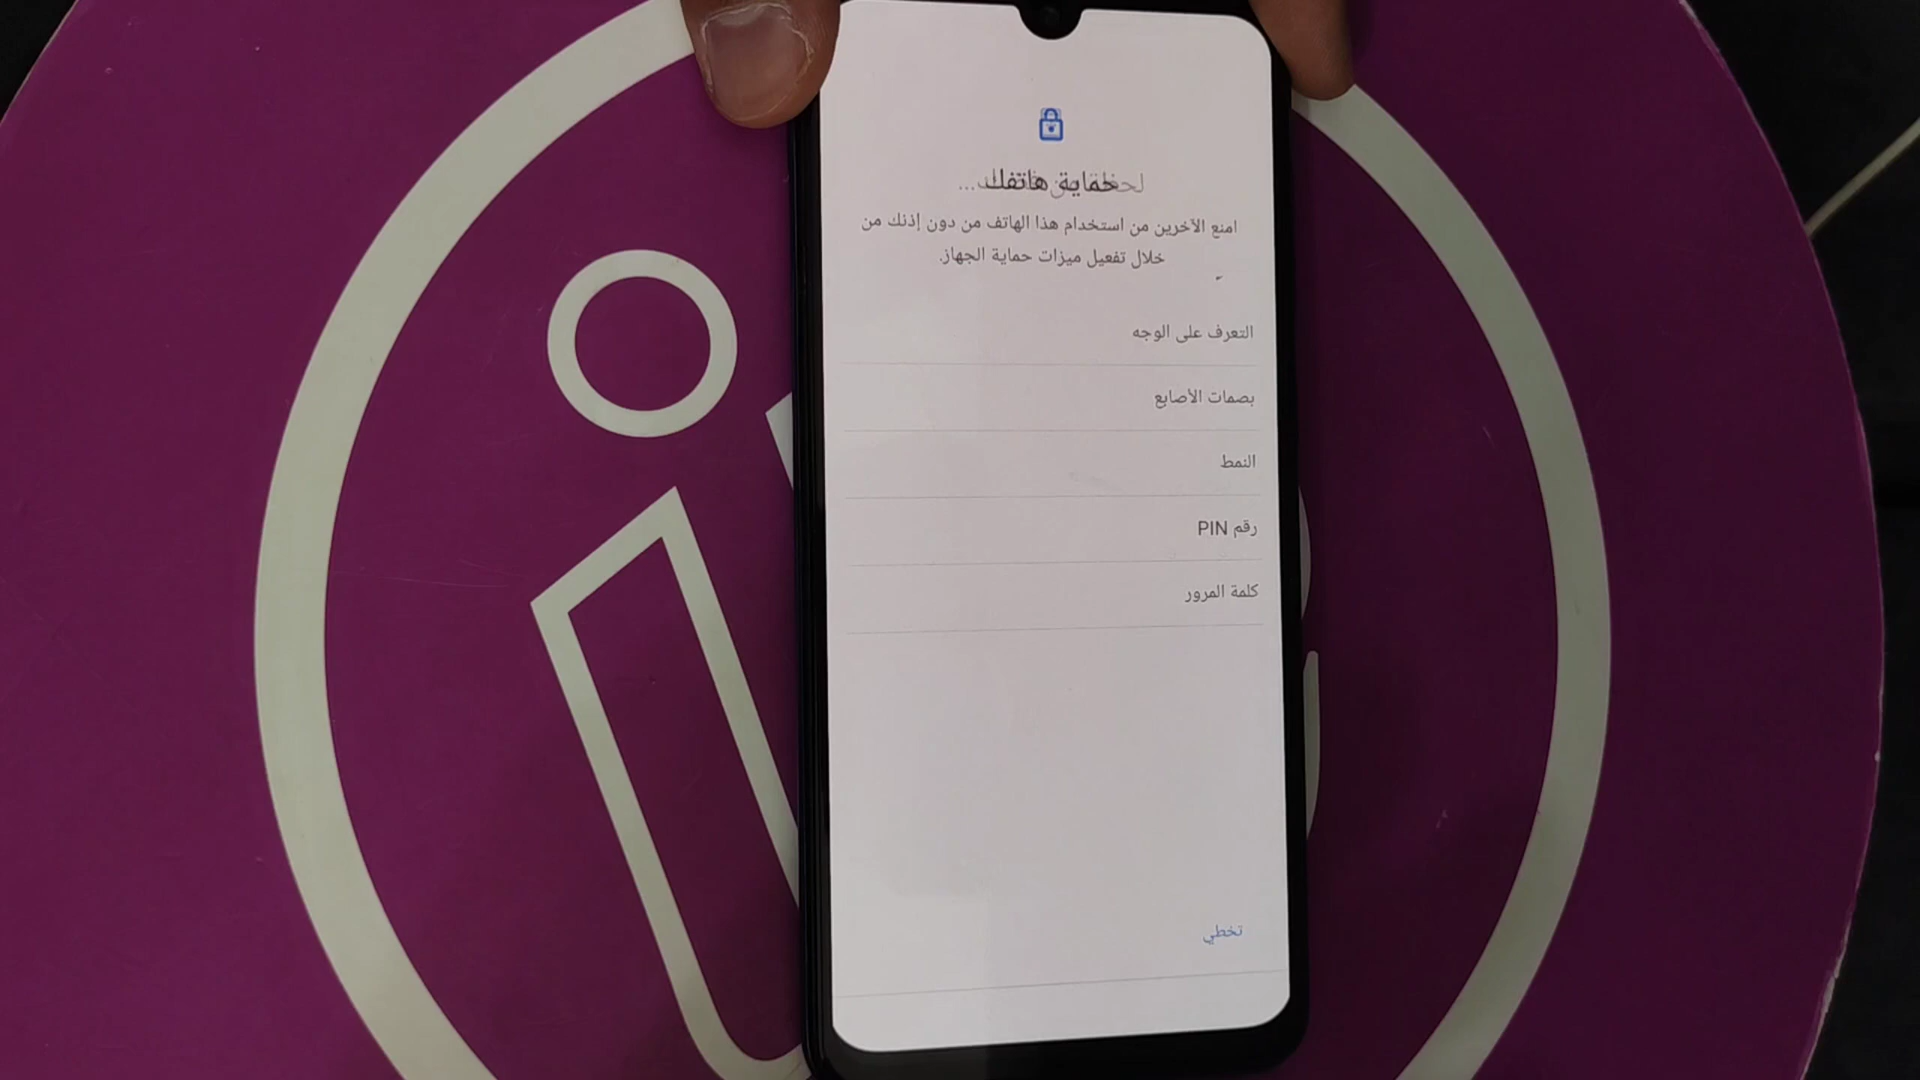 حماية هاتفك
امنع الآخرين من استخدام هذا الهاتف من دون إذنك من
خلال تفعيل ميزات حماية الجهاز.
التعرف على الوجه
بصمات الأصابع
النمط
رقم PIN
كلمة المرور
تخطي